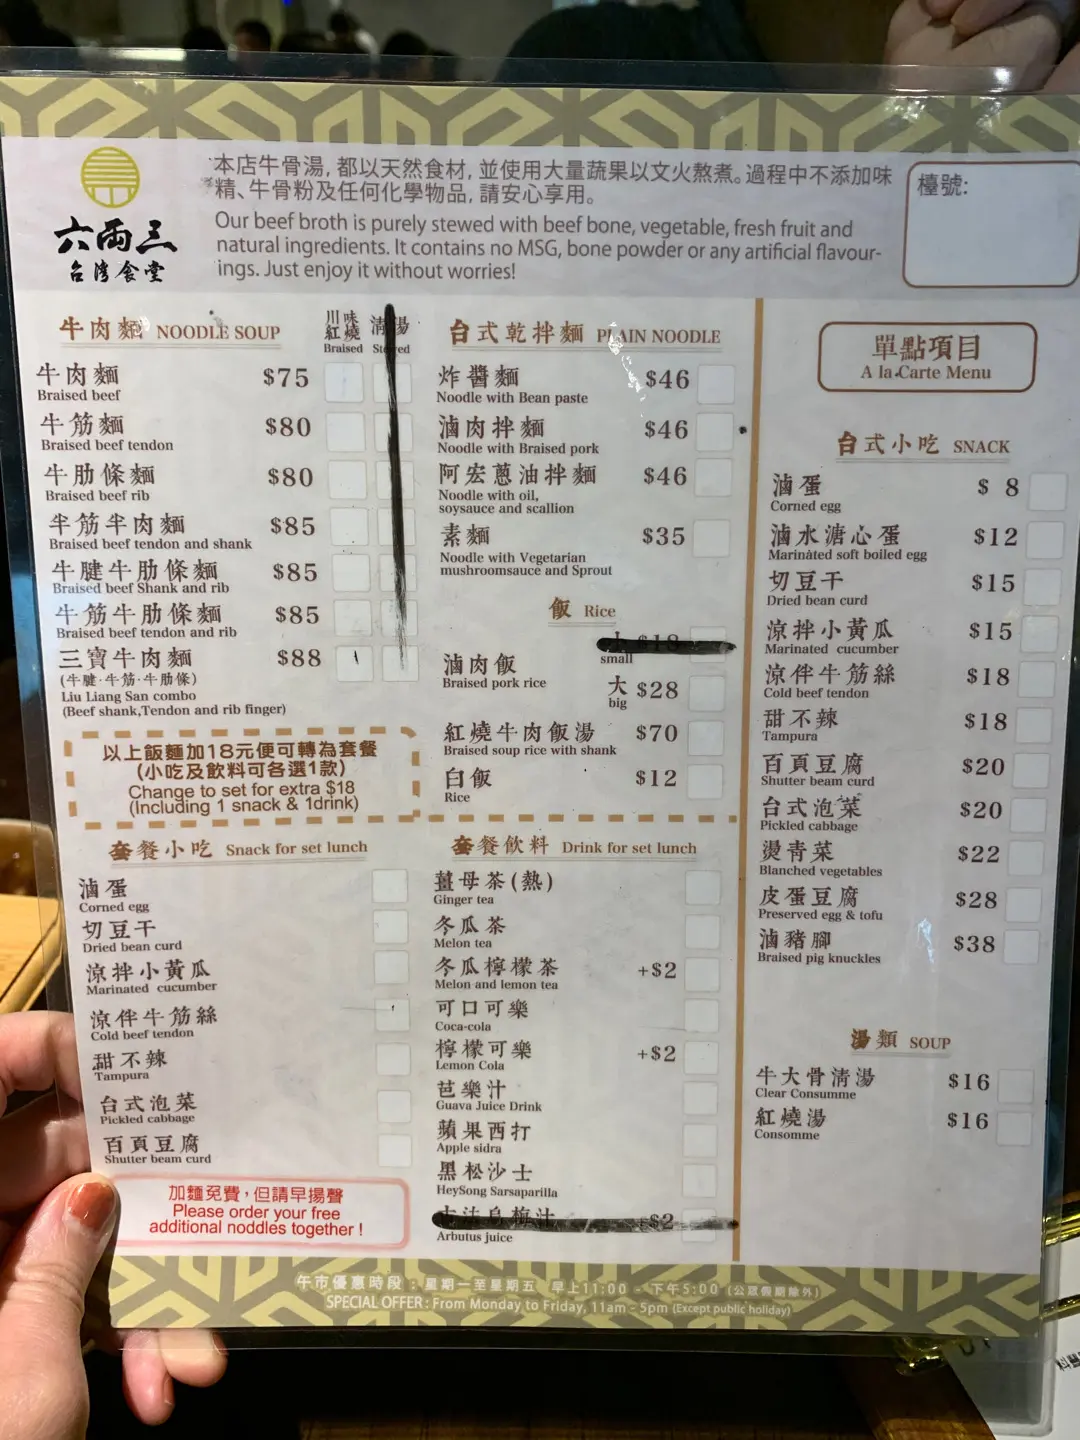 六兩三
台灣食堂
本店牛骨湯, 都以天然食材, 並使用大量蔬果以文火熬煮。過程中不添加味
精、牛骨粉及任何化學物品, 請安心享用。
Our beef broth is purely stewed with beef bone, vegetable, fresh fruit and
natural ingredients. It contains no MSG, bone powder or any artificial flavour-
ings. Just enjoy it without worries!
檯號:
牛肉麵 NOODLE SOUP
川味 紅燒 Braised
清湯 Stewed
牛肉麵 $75
Braised beef
牛筋麵 $80
Braised beef tendon
牛肋條麵 $80
Braised beef rib
半筋半肉麵 $85
Braised beef tendon and shank
牛腱牛肋條麵 $85
Braised beef Shank and rib
牛筋牛肋條麵 $85
Braised beef tendon and rib
三寶牛肉麵 $88
(牛腱·牛筋·牛肋條)
Liu Liang San combo
(Beef shank,Tendon and rib finger)
以上飯麵加18元便可轉為套餐
(小吃及飲料可各選1款)
Change to set for extra $18
(Including 1 snack & 1drink)
台式乾拌麵 PLAIN NOODLE
炸醬麵 $46
Noodle with Bean paste
滷肉拌麵 $46
Noodle with Braised pork
阿宏蔥油拌麵 $46
Noodle with oil,
soysauce and scallion
素麵 $35
Noodle with Vegetarian
mushroomsauce and Sprout
飯 Rice
小 $18
small
滷肉飯
Braised pork rice
大 $28
big
紅燒牛肉飯湯 $70
Braised soup rice with shank
白飯 $12
Rice
套餐小吃 Snack for set lunch
滷蛋
Corned egg
切豆干
Dried bean curd
涼拌小黃瓜
Marinated cucumber
涼伴牛筋絲
Cold beef tendon
甜不辣
Tampura
台式泡菜
Pickled cabbage
百頁豆腐
Shutter beam curd
加麵免費,但請早揚聲
Please order your free
additional noddles together !
套餐飲料 Drink for set lunch
薑母茶(熱)
Ginger tea
冬瓜茶
Melon tea
冬瓜檸檬茶 +$2
Melon and lemon tea
可口可樂
Coca-cola
檸檬可樂 +$2
Lemon Cola
芭樂汁
Guava Juice Drink
蘋果西打
Apple sidra
黑松沙士
HeySong Sarsaparilla
古法烏梅汁 +$2
Arbutus juice
單點項目
A la Carte Menu
台式小吃 SNACK
滷蛋 $ 8
Corned egg
滷水溏心蛋 $12
Marinated soft boiled egg
切豆干 $15
Dried bean curd
涼拌小黃瓜 $15
Marinated cucumber
涼伴牛筋絲 $18
Cold beef tendon
甜不辣 $18
Tampura
百頁豆腐 $20
Shutter beam curd
台式泡菜 $20
Pickled cabbage
燙青菜 $22
Blanched vegetables
皮蛋豆腐 $28
Preserved egg & tofu
滷豬腳 $38
Braised pig knuckles
湯類 SOUP
牛大骨清湯 $16
Clear Consumme
紅燒湯 $16
Consomme
午市優惠時段 : 星期一至星期五 早上11:00 - 下午5:00 (公眾假期除外)
SPECIAL OFFER : From Monday to Friday, 11am - 5pm (Except public holiday)